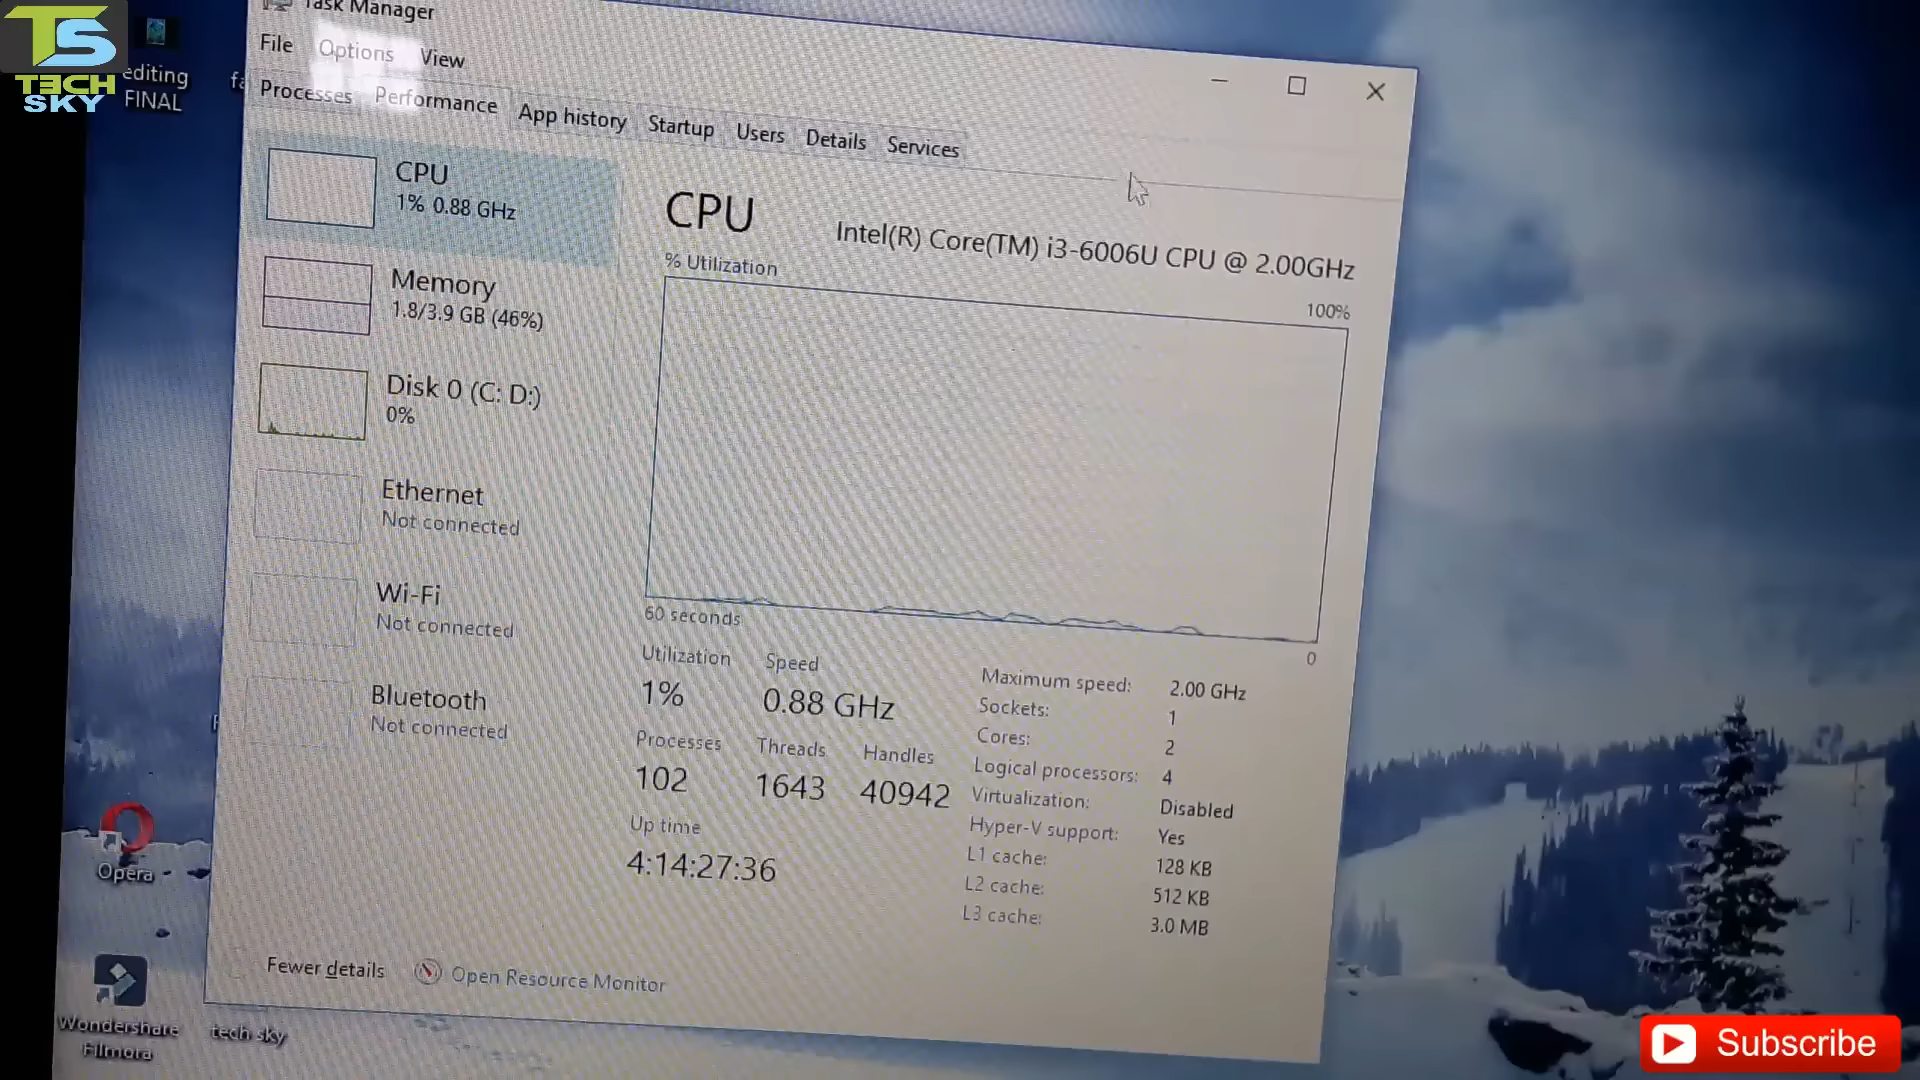 TS
TECH
SKY
editing
FINAL
Task Manager
File Options View
Processes Performance App history Startup Users Details Services
CPU
1% 0.88 GHz
Memory
1.8/3.9 GB (46%)
Disk 0 (C: D:)
0%
Ethernet
Not connected
Wi-Fi
Not connected
Bluetooth
Not connected
CPU Intel(R) Core(TM) i3-6006U CPU @ 2.00GHz
% Utilization 100%
60 seconds 0
Utilization Speed
1% 0.88 GHz
Processes Threads Handles
102 1643 40942
Up time
4:14:27:36
Maximum speed: 2.00 GHz
Sockets: 1
Cores: 2
Logical processors: 4
Virtualization: Disabled
Hyper-V support: Yes
L1 cache: 128 KB
L2 cache: 512 KB
L3 cache: 3.0 MB
Fewer details Open Resource Monitor
Opera
Wondershare
Filmora
tech sky
Subscribe